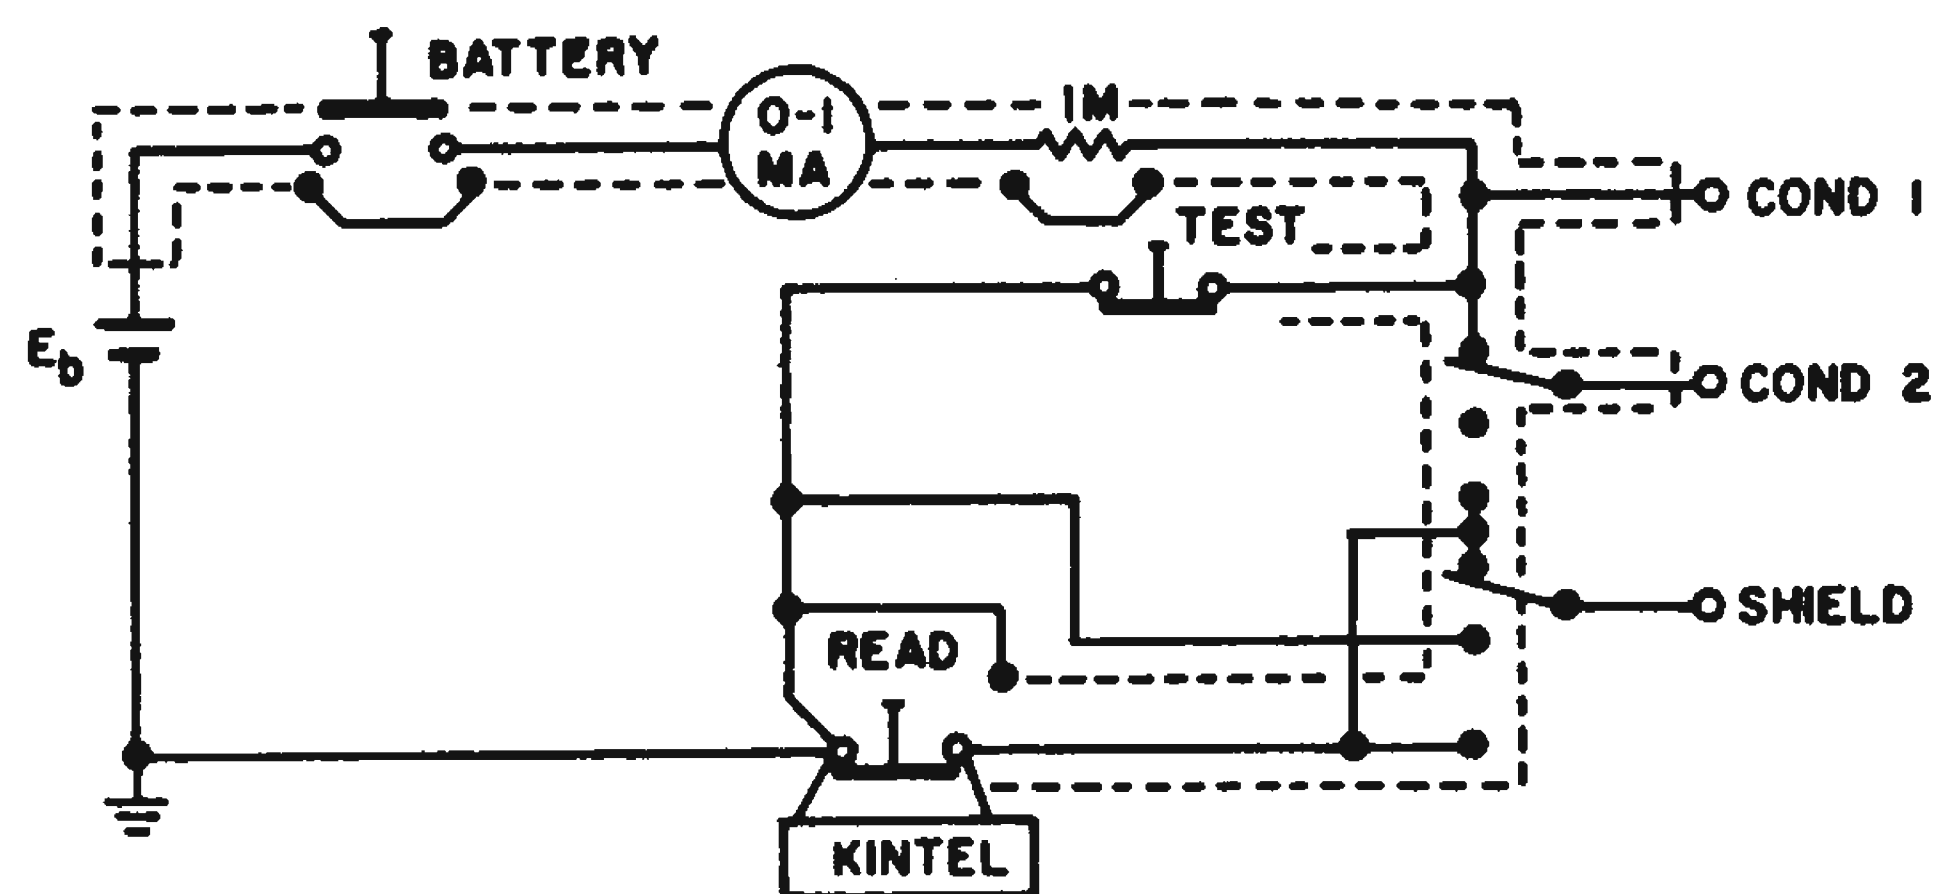 BATTERY
0-1
MA
1M
COND 1
TEST
Eb
COND 2
SHIELD
READ
KINTEL